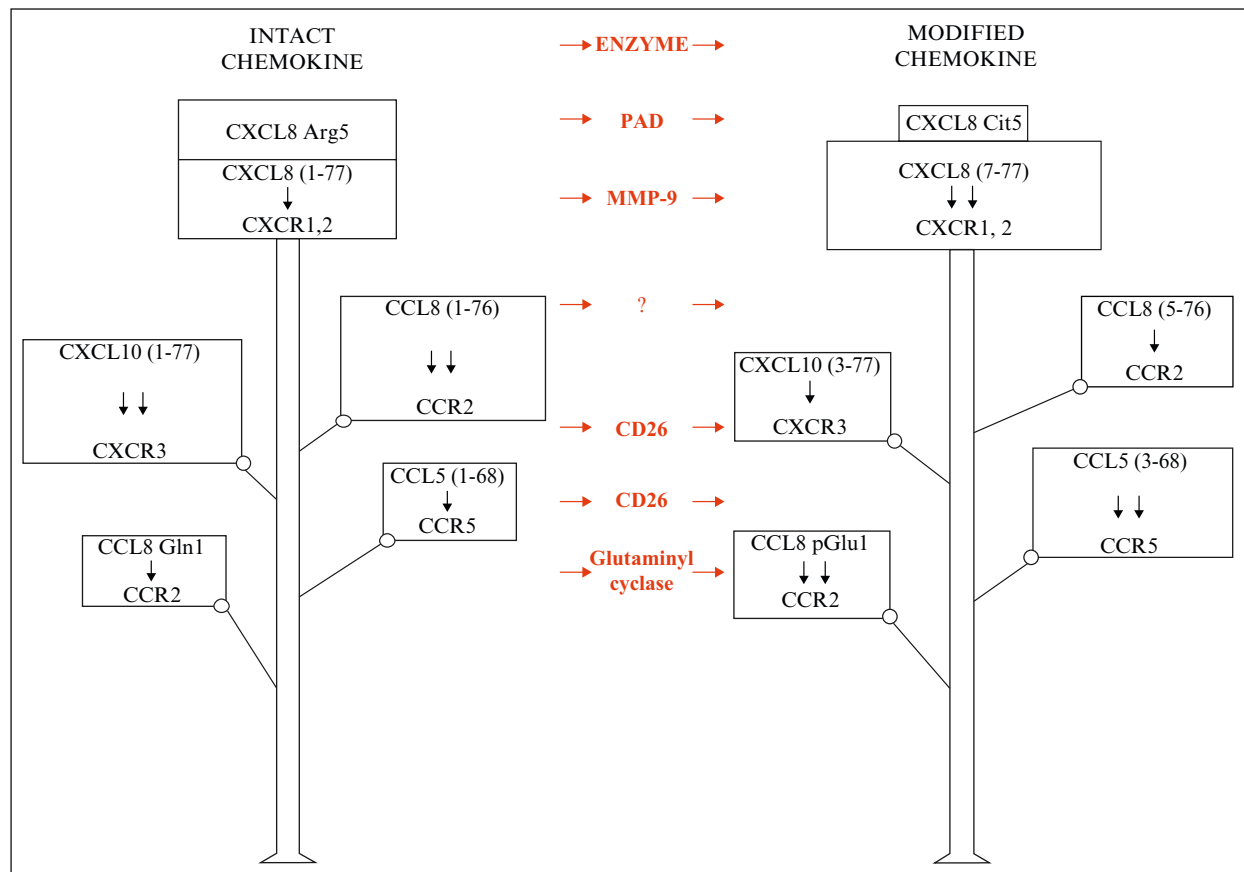 INTACT
CHEMOKINE
CXCL8 Arg5
CXCL8 (1-77)
CXCR1,2
CCL8 (1-76)
CCR2
CXCL10 (1-77)
CXCR3
CCL5 (1-68)
CCR5
CCL8 Gln1
CCR2
ENZYME
PAD
MMP-9
?
CD26
CD26
Glutaminyl
cyclase
MODIFIED
CHEMOKINE
CXCL8 Cit5
CXCL8 (7-77)
CXCR1, 2
CCL8 (5-76)
CCR2
CXCL10 (3-77)
CXCR3
CCL5 (3-68)
CCR5
CCL8 pGlu1
CCR2